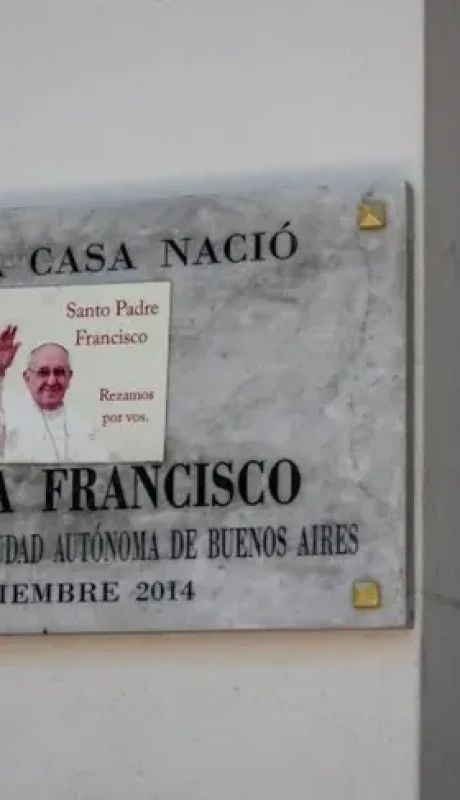 A CASA NACIÓ
Santo Padre
Francisco
Rezamos
por vos.
A FRANCISCO
UDAD AUTÓNOMA DE BUENOS AIRES
IEMBRE 2014